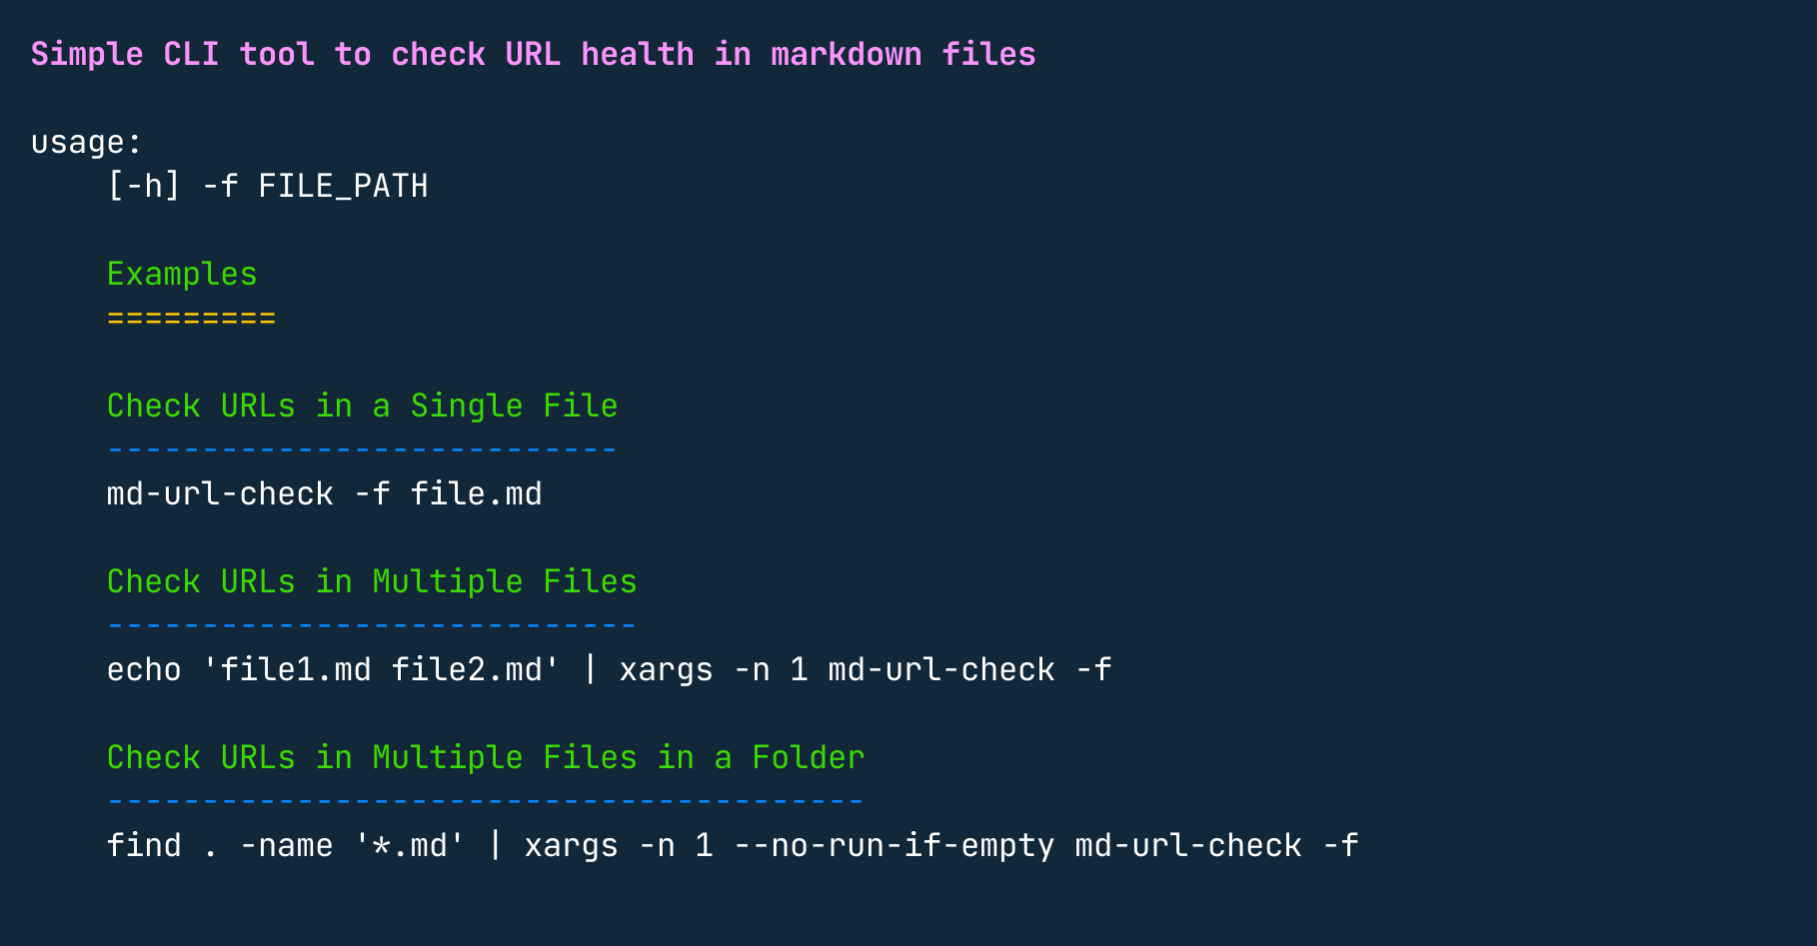 Simple CLI tool to check URL health in markdown files
usage:
[-h] -f FILE_PATH
Examples
=========
Check URLs in a Single File
---------------------------
md-url-check -f file.md
Check URLs in Multiple Files
----------------------------
echo 'file1.md file2.md' | xargs -n 1 md-url-check -f
Check URLs in Multiple Files in a Folder
----------------------------------------
find . -name '*.md' | xargs -n 1 --no-run-if-empty md-url-check -f